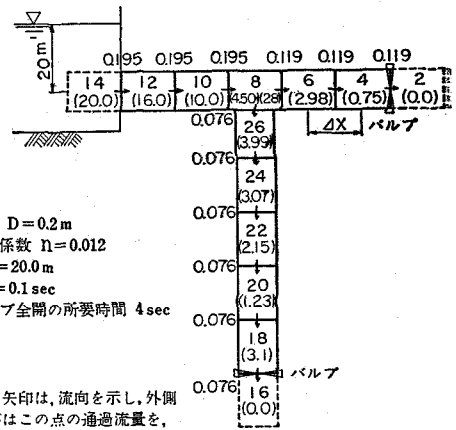 20m
0.195 0.195 0.195 0.119 0.119 0.119
14 12 10 8 6 4 2
(20.0) (16.0) (10.0) (4.50) (28) (2.98) (0.75) (0.0)
ΔX バルブ
0.076 26
(3.99)
0.076 24
(3.07)
0.076 22
(2.15)
0.076 20
(1.23)
0.076 18
(3.1)
バルブ
0.076 16
(0.0)
D=0.2m
係数 n=0.012
=20.0m
=0.1sec
ブ全開の所要時間 4sec
矢印は,流向を示し,外側
はこの点の通過流量を,